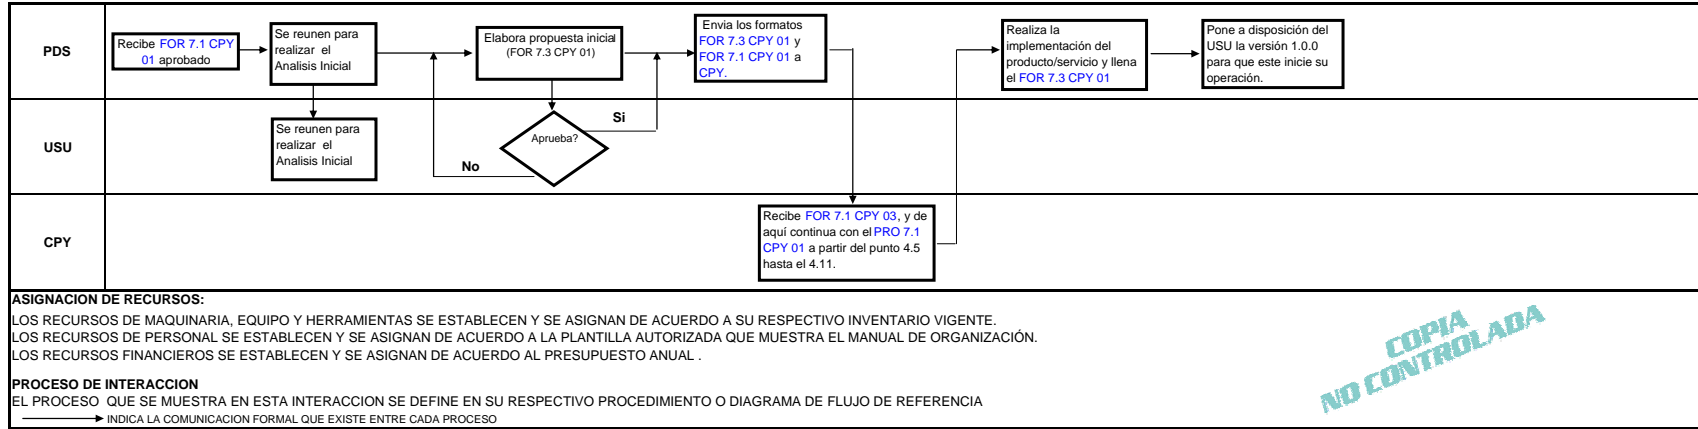 PDS
Recibe FOR 7.1 CPY
01 aprobado
Se reunen para
realizar el
Analisis Inicial
Elabora propuesta inicial
(FOR 7.3 CPY 01)
Envia los formatos
FOR 7.3 CPY 01 y
FOR 7.1 CPY 01 a
CPY.
Realiza la
implementación del
producto/servicio y llena
el FOR 7.3 CPY 01
Pone a disposición del
USU la versión 1.0.0
para que este inicie su
operación.
USU
Se reunen para
realizar el
Analisis Inicial
Aprueba?
Si
No
CPY
Recibe FOR 7.1 CPY 03, y de
aquí continua con el PRO 7.1
CPY 01 a partir del punto 4.5
hasta el 4.11.
ASIGNACION DE RECURSOS:
LOS RECURSOS DE MAQUINARIA, EQUIPO Y HERRAMIENTAS SE ESTABLECEN Y SE ASIGNAN DE ACUERDO A SU RESPECTIVO INVENTARIO VIGENTE.
LOS RECURSOS DE PERSONAL SE ESTABLECEN Y SE ASIGNAN DE ACUERDO A LA PLANTILLA AUTORIZADA QUE MUESTRA EL MANUAL DE ORGANIZACIÓN.
LOS RECURSOS FINANCIEROS SE ESTABLECEN Y SE ASIGNAN DE ACUERDO AL PRESUPUESTO ANUAL .
PROCESO DE INTERACCION
EL PROCESO QUE SE MUESTRA EN ESTA INTERACCION SE DEFINE EN SU RESPECTIVO PROCEDIMIENTO O DIAGRAMA DE FLUJO DE REFERENCIA
INDICA LA COMUNICACION FORMAL QUE EXISTE ENTRE CADA PROCESO
COPIA
NO CONTROLADA